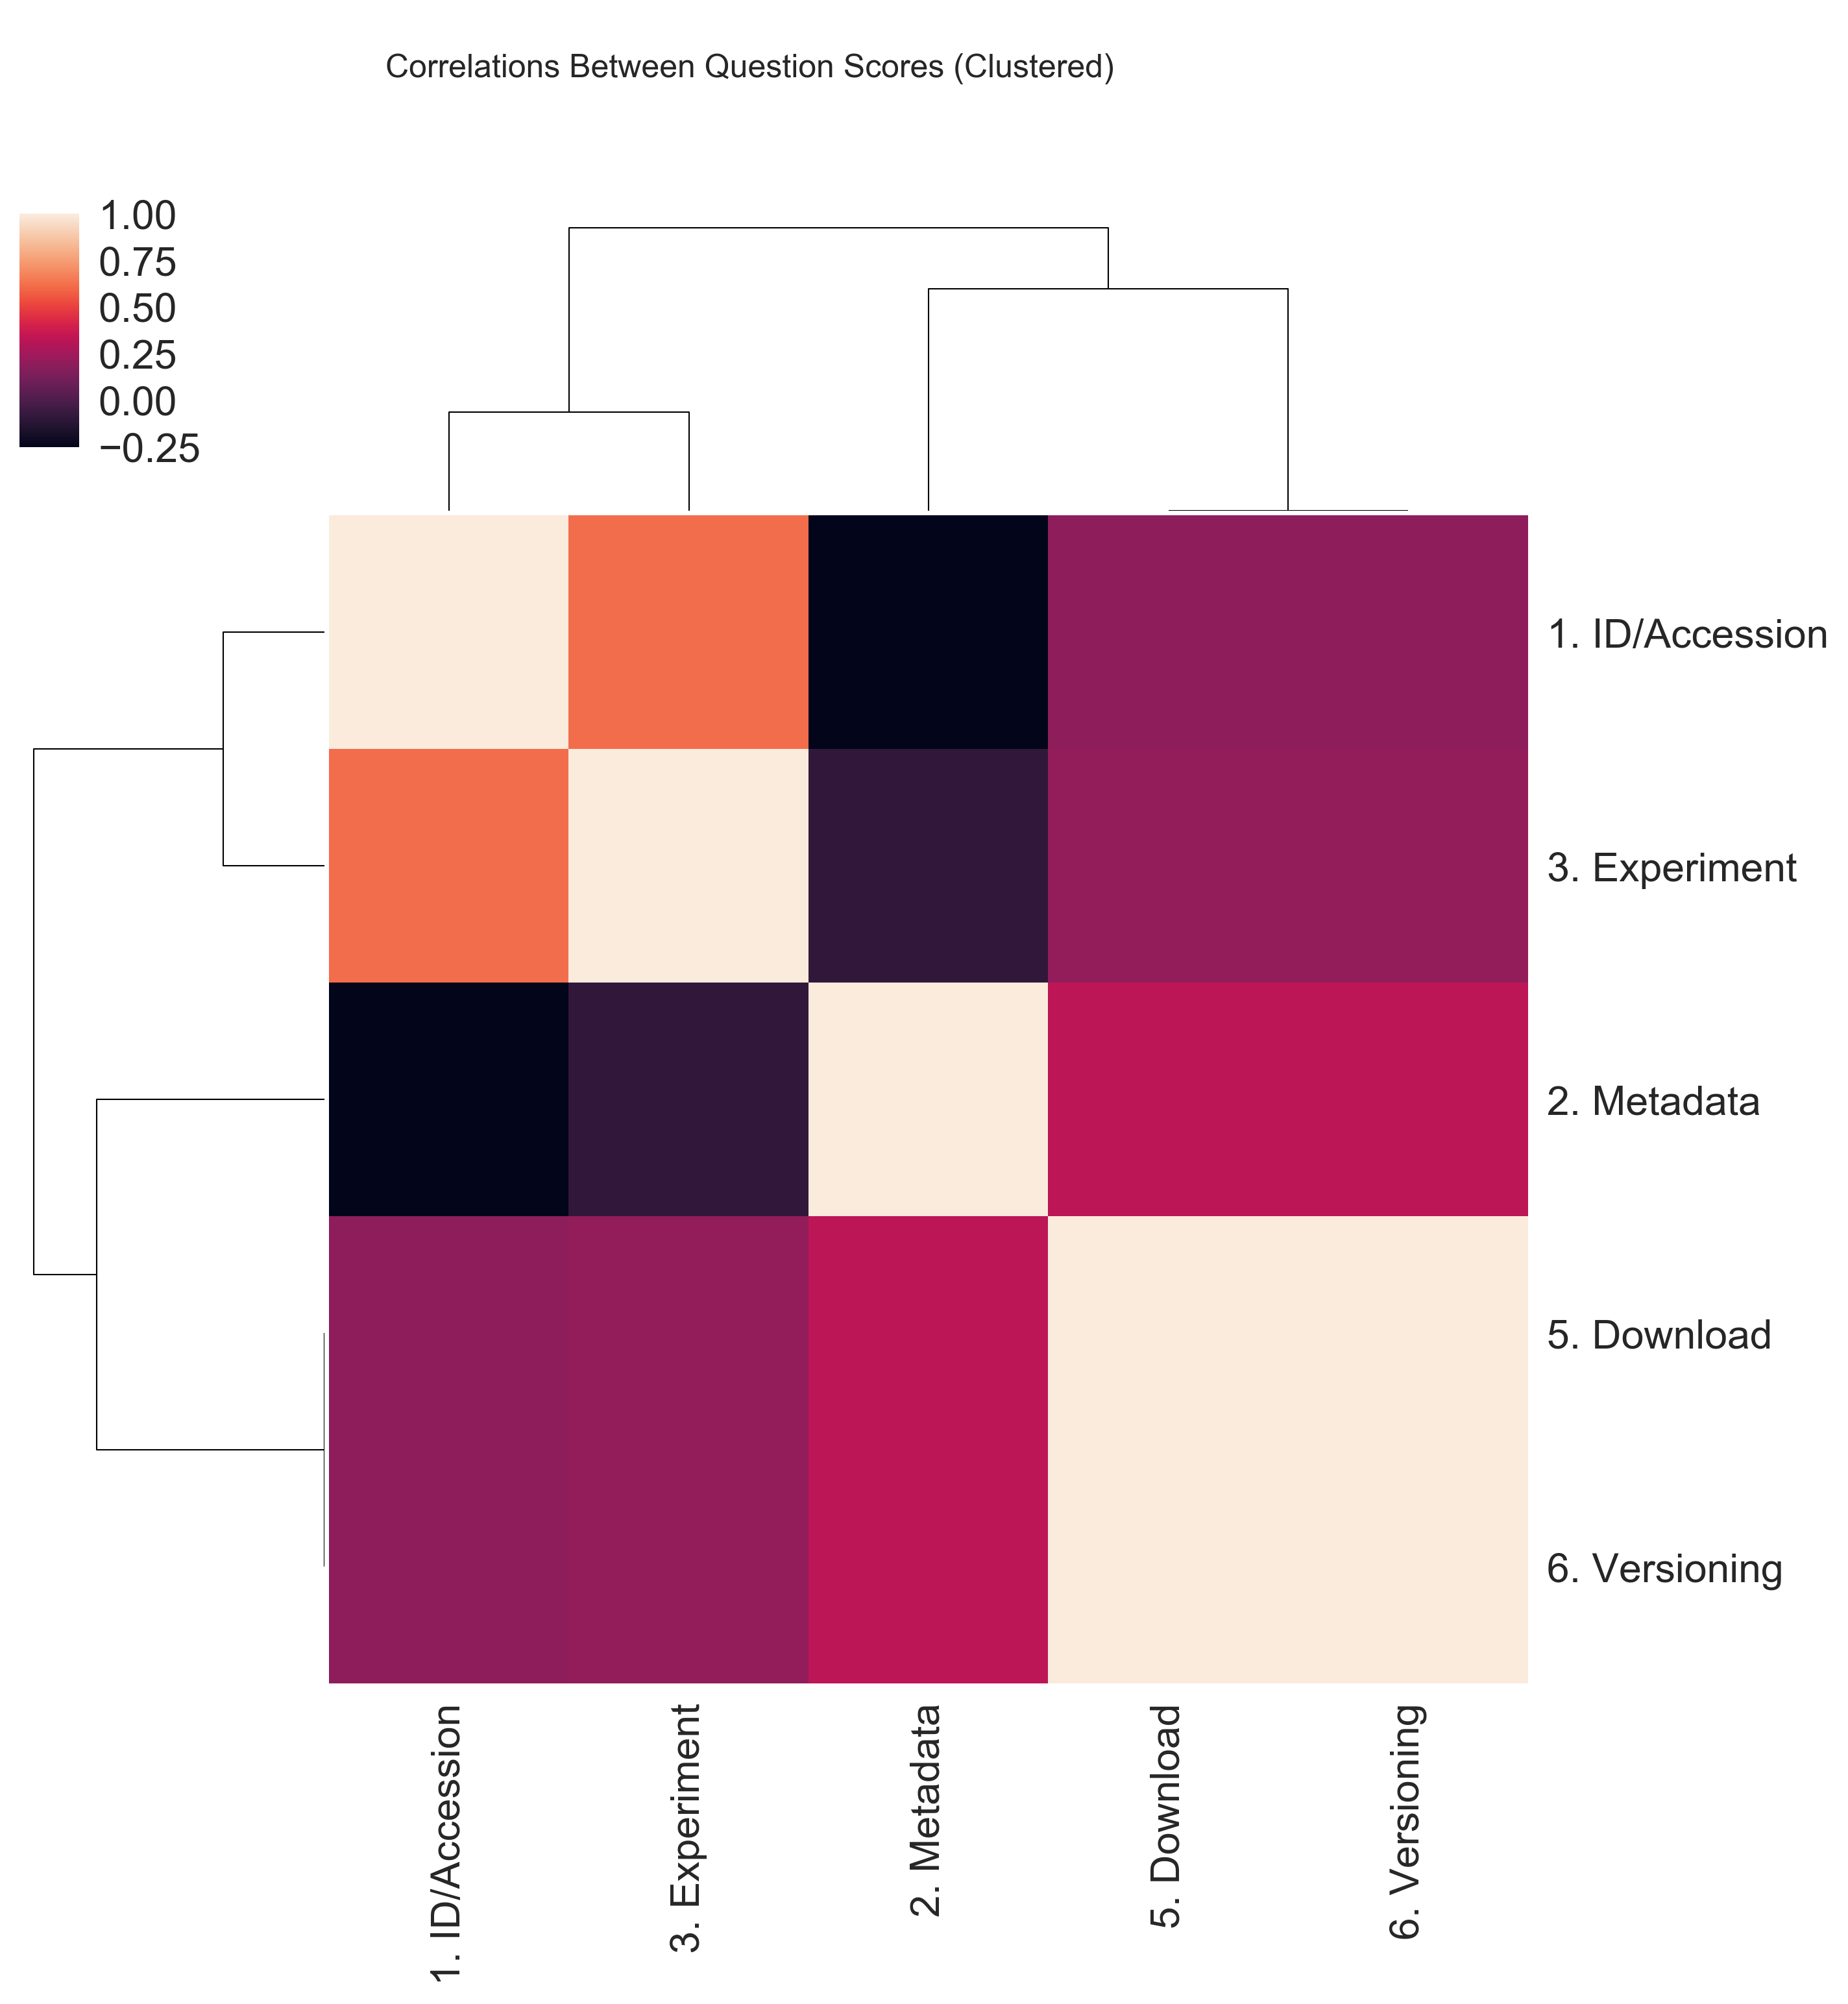 Correlations Between Question Scores (Clustered)
1.00
0.75
0.50
0.25
0.00
−0.25
1. ID/Accession
3. Experiment
2. Metadata
5. Download
6. Versioning
1. ID/Accession
3. Experiment
2. Metadata
5. Download
6. Versioning